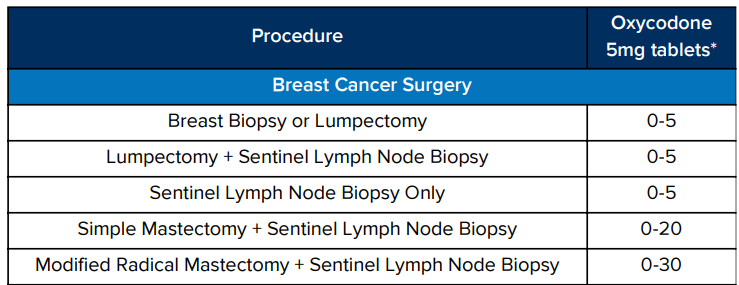 Procedure Oxycodone
5mg tablets*
Breast Cancer Surgery
Breast Biopsy or Lumpectomy 0-5
Lumpectomy + Sentinel Lymph Node Biopsy 0-5
Sentinel Lymph Node Biopsy Only 0-5
Simple Mastectomy + Sentinel Lymph Node Biopsy 0-20
Modified Radical Mastectomy + Sentinel Lymph Node Biopsy 0-30